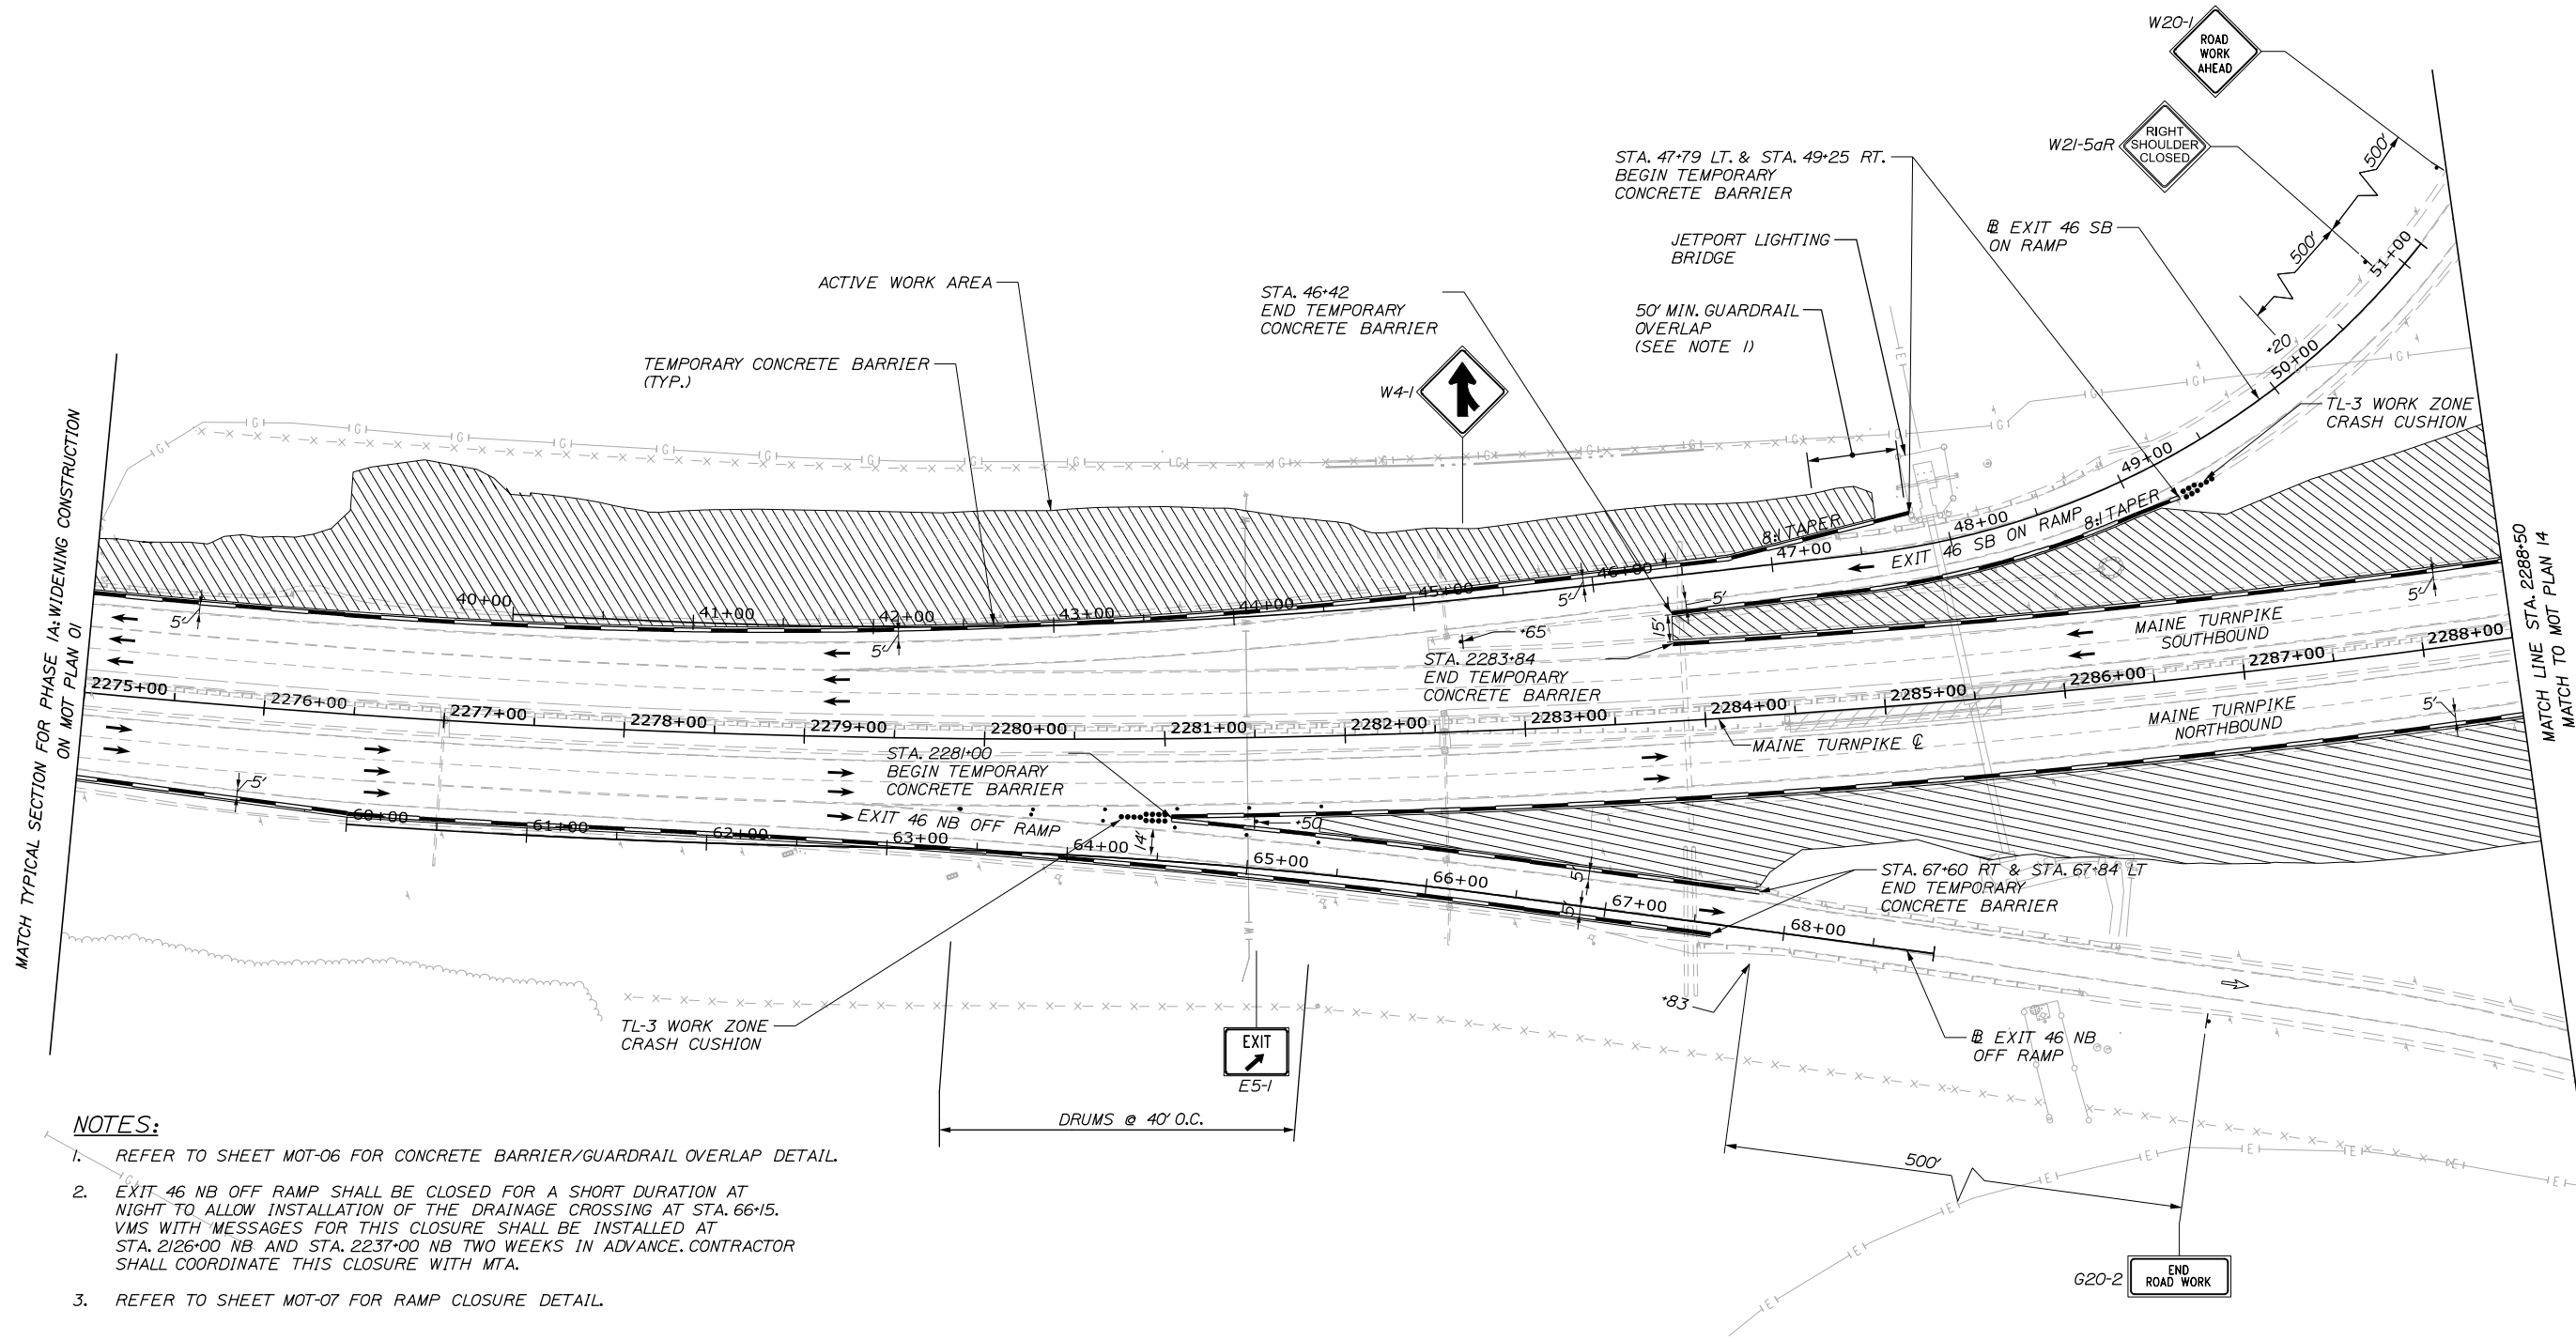 W20-1
ROAD
WORK
AHEAD
W21-5aR
RIGHT
SHOULDER
CLOSED
500'
500'
STA. 47+79 LT. & STA. 49+25 RT.
BEGIN TEMPORARY
CONCRETE BARRIER
JETPORT LIGHTING
BRIDGE
50' MIN. GUARDRAIL
OVERLAP
(SEE NOTE 1)
EXIT 46 SB
ON RAMP
ACTIVE WORK AREA
STA. 46+42
END TEMPORARY
CONCRETE BARRIER
TEMPORARY CONCRETE BARRIER
(TYP.)
W4-1
TL-3 WORK ZONE
CRASH CUSHION
51+00
+20
50+00
49+00
48+00
47+00
46+00
45+00
44+00
43+00
42+00
41+00
40+00
8:1 TAPER
8:1 TAPER
EXIT 46 SB ON RAMP
5'
5'
5'
5'
5'
15'
+65
STA. 2283+84
END TEMPORARY
CONCRETE BARRIER
MAINE TURNPIKE
SOUTHBOUND
2275+00
2276+00
2277+00
2278+00
2279+00
2280+00
2281+00
2282+00
2283+00
2284+00
2285+00
2286+00
2287+00
2288+00
MAINE TURNPIKE
NORTHBOUND
5'
MAINE TURNPIKE ℄
STA. 2281+00
BEGIN TEMPORARY
CONCRETE BARRIER
EXIT 46 NB OFF RAMP
5'
+50
14'
60+00
61+00
62+00
63+00
64+00
65+00
66+00
67+00
68+00
5'
5'
STA. 67+60 RT & STA. 67+84 LT
END TEMPORARY
CONCRETE BARRIER
+83
EXIT 46 NB
OFF RAMP
TL-3 WORK ZONE
CRASH CUSHION
EXIT
E5-1
DRUMS @ 40' O.C.
500'
G20-2
END
ROAD WORK
MATCH TYPICAL SECTION FOR PHASE 1A: WIDENING CONSTRUCTION
ON MOT PLAN 01
MATCH LINE STA. 2288+50
MATCH TO MOT PLAN 14
NOTES:
1. REFER TO SHEET MOT-06 FOR CONCRETE BARRIER/GUARDRAIL OVERLAP DETAIL.
2. EXIT 46 NB OFF RAMP SHALL BE CLOSED FOR A SHORT DURATION AT
NIGHT TO ALLOW INSTALLATION OF THE DRAINAGE CROSSING AT STA. 66+15.
VMS WITH MESSAGES FOR THIS CLOSURE SHALL BE INSTALLED AT
STA. 2126+00 NB AND STA. 2237+00 NB TWO WEEKS IN ADVANCE. CONTRACTOR
SHALL COORDINATE THIS CLOSURE WITH MTA.
3. REFER TO SHEET MOT-07 FOR RAMP CLOSURE DETAIL.